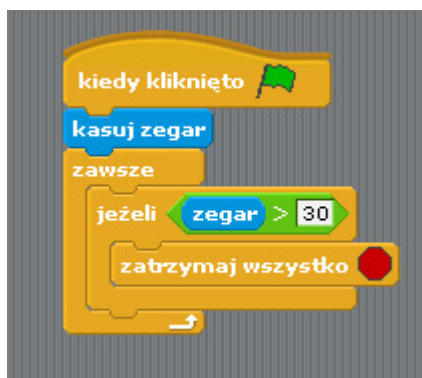 kiedy kliknięto
kasuj zegar
zawsze
jeżeli zegar > 30
zatrzymaj wszystko